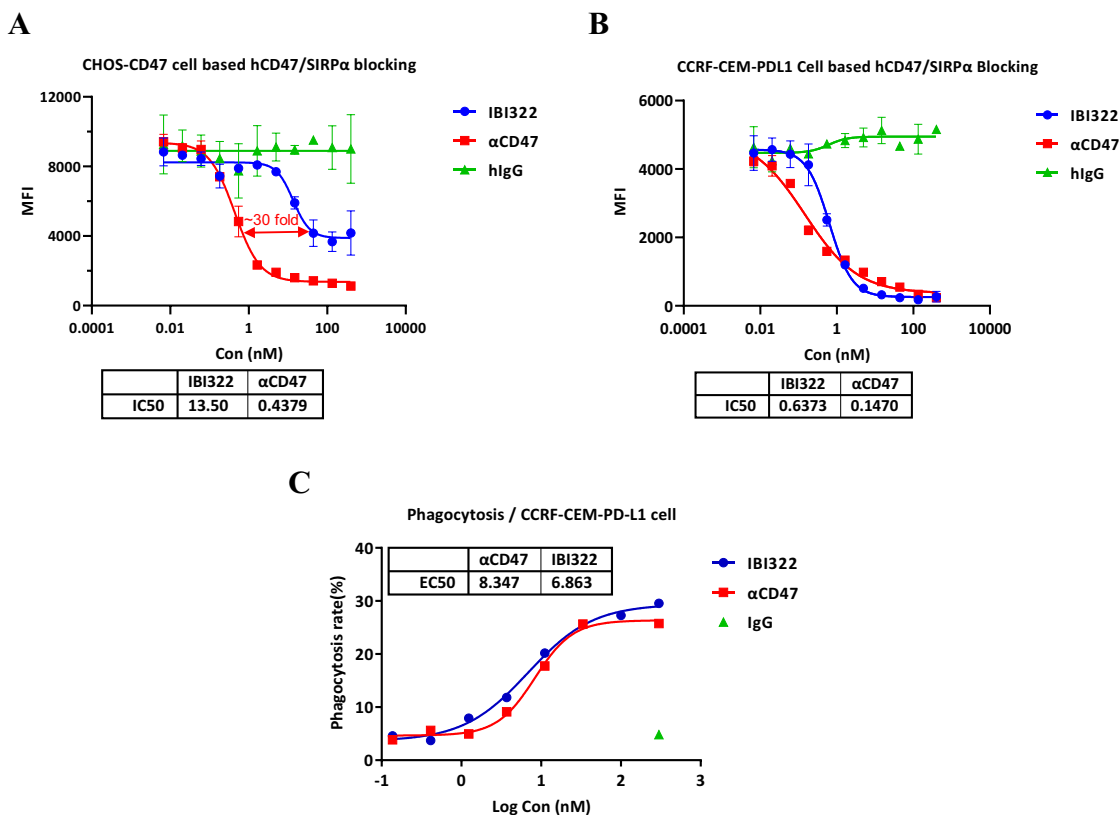 A
CHOS-CD47 cell based hCD47/SIRPα blocking
12000
8000
4000
0
MFI
0.0001
0.01
1
100
10000
Con (nM)
~30 fold
IBI322
αCD47
hIgG
IBI322 αCD47
IC50 13.50 0.4379
B
CCRF-CEM-PDL1 Cell based hCD47/SIRPα Blocking
6000
4000
2000
0
MFI
0.0001
0.01
1
100
10000
Con (nM)
IBI322
αCD47
hIgG
IBI322 αCD47
IC50 0.6373 0.1470
C
Phagocytosis / CCRF-CEM-PD-L1 cell
40
30
20
10
0
Phagocytosis rate(%)
αCD47 IBI322
EC50 8.347 6.863
-1
0
1
2
3
Log Con (nM)
IBI322
αCD47
IgG